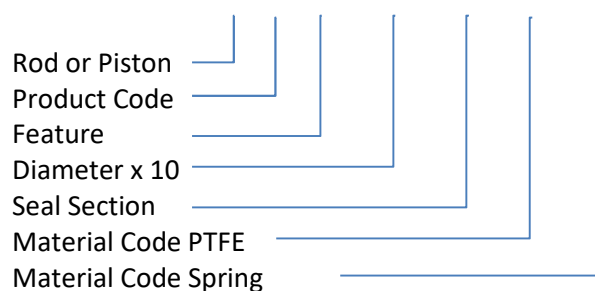 Rod or Piston
Product Code
Feature
Diameter x 10
Seal Section
Material Code PTFE
Material Code Spring